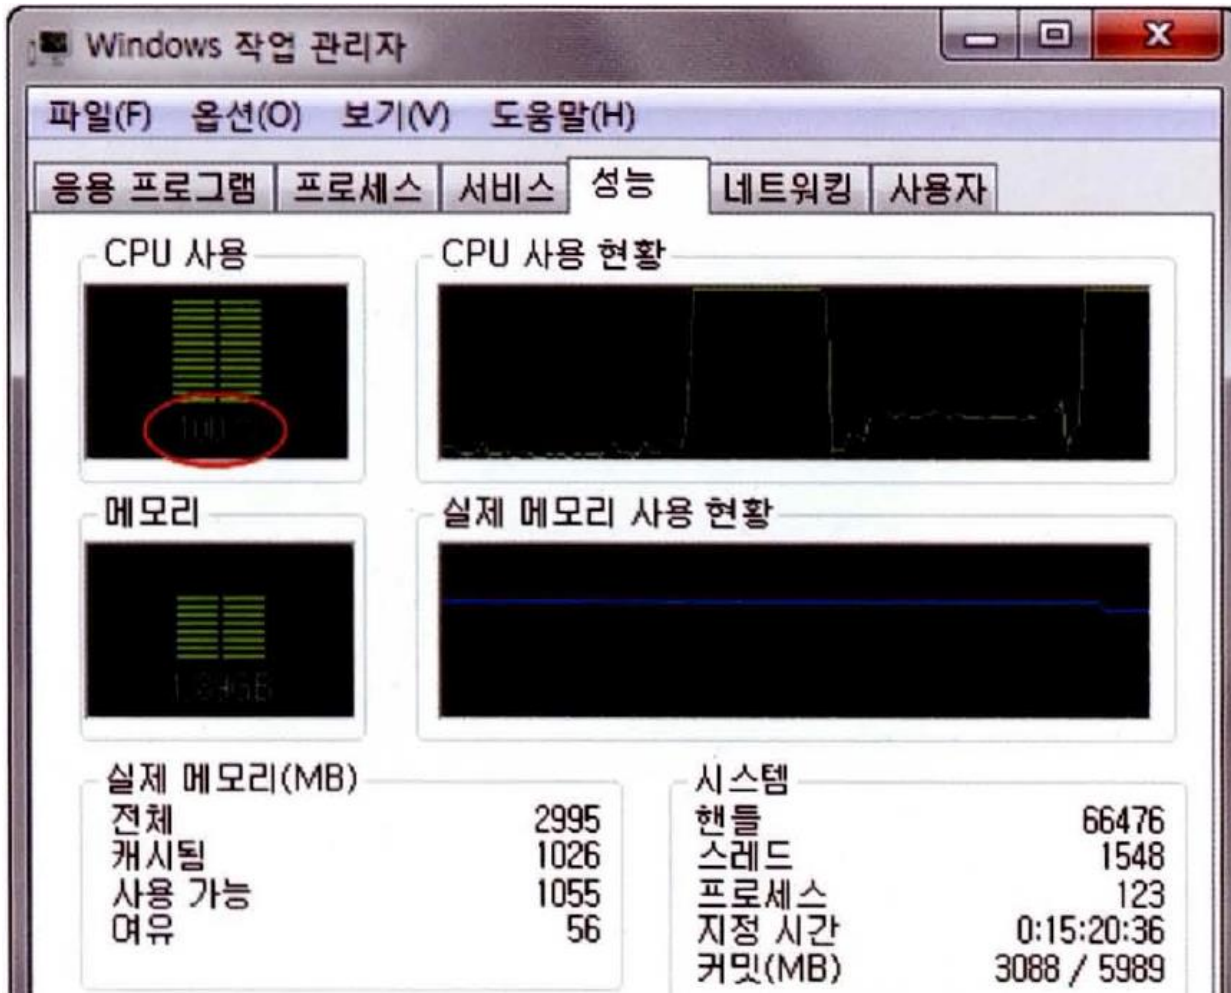 Windows 작업 관리자
파일(F) 옵션(O) 보기(V) 도움말(H)
응용 프로그램 프로세스 서비스 성능 네트워킹 사용자
CPU 사용 CPU 사용 현황
메모리 실제 메모리 사용 현황
실제 메모리(MB)
전체 2995
캐시됨 1026
사용 가능 1055
여유 56
시스템
핸들 66476
스레드 1548
프로세스 123
지정 시간 0:15:20:36
커밋(MB) 3088 / 5989